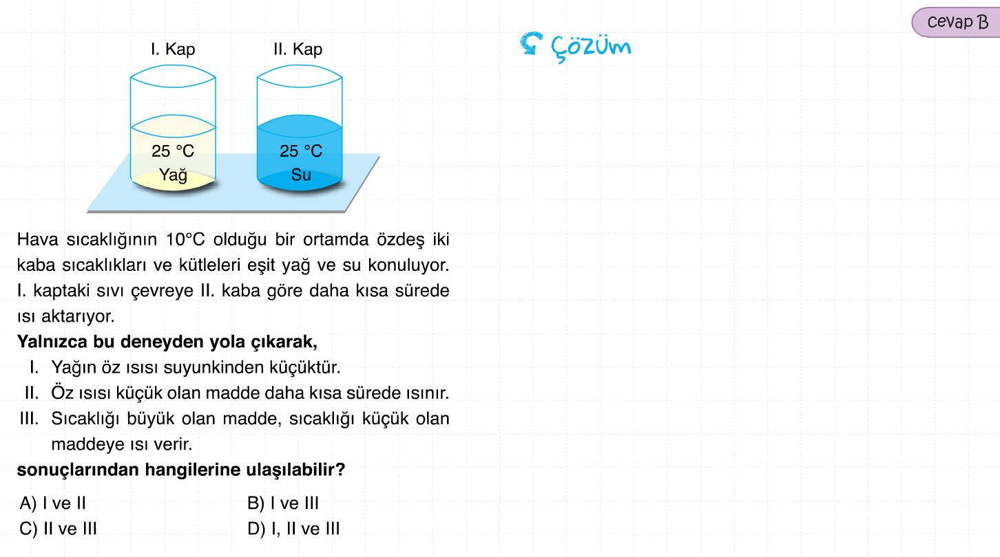 I. Kap
II. Kap
25 °C
Yağ
25 °C
Su
Hava sıcaklığının 10°C olduğu bir ortamda özdeş iki
kaba sıcaklıkları ve kütleleri eşit yağ ve su konuluyor.
I. kaptaki sıvı çevreye II. kaba göre daha kısa sürede
ısı aktarıyor.
Yalnızca bu deneyden yola çıkarak,
I. Yağın öz ısısı suyunkinden küçüktür.
II. Öz ısısı küçük olan madde daha kısa sürede ısınır.
III. Sıcaklığı büyük olan madde, sıcaklığı küçük olan
maddeye ısı verir.
sonuçlarından hangilerine ulaşılabilir?
A) I ve II
B) I ve III
C) II ve III
D) I, II ve III
Çözüm
Cevap B